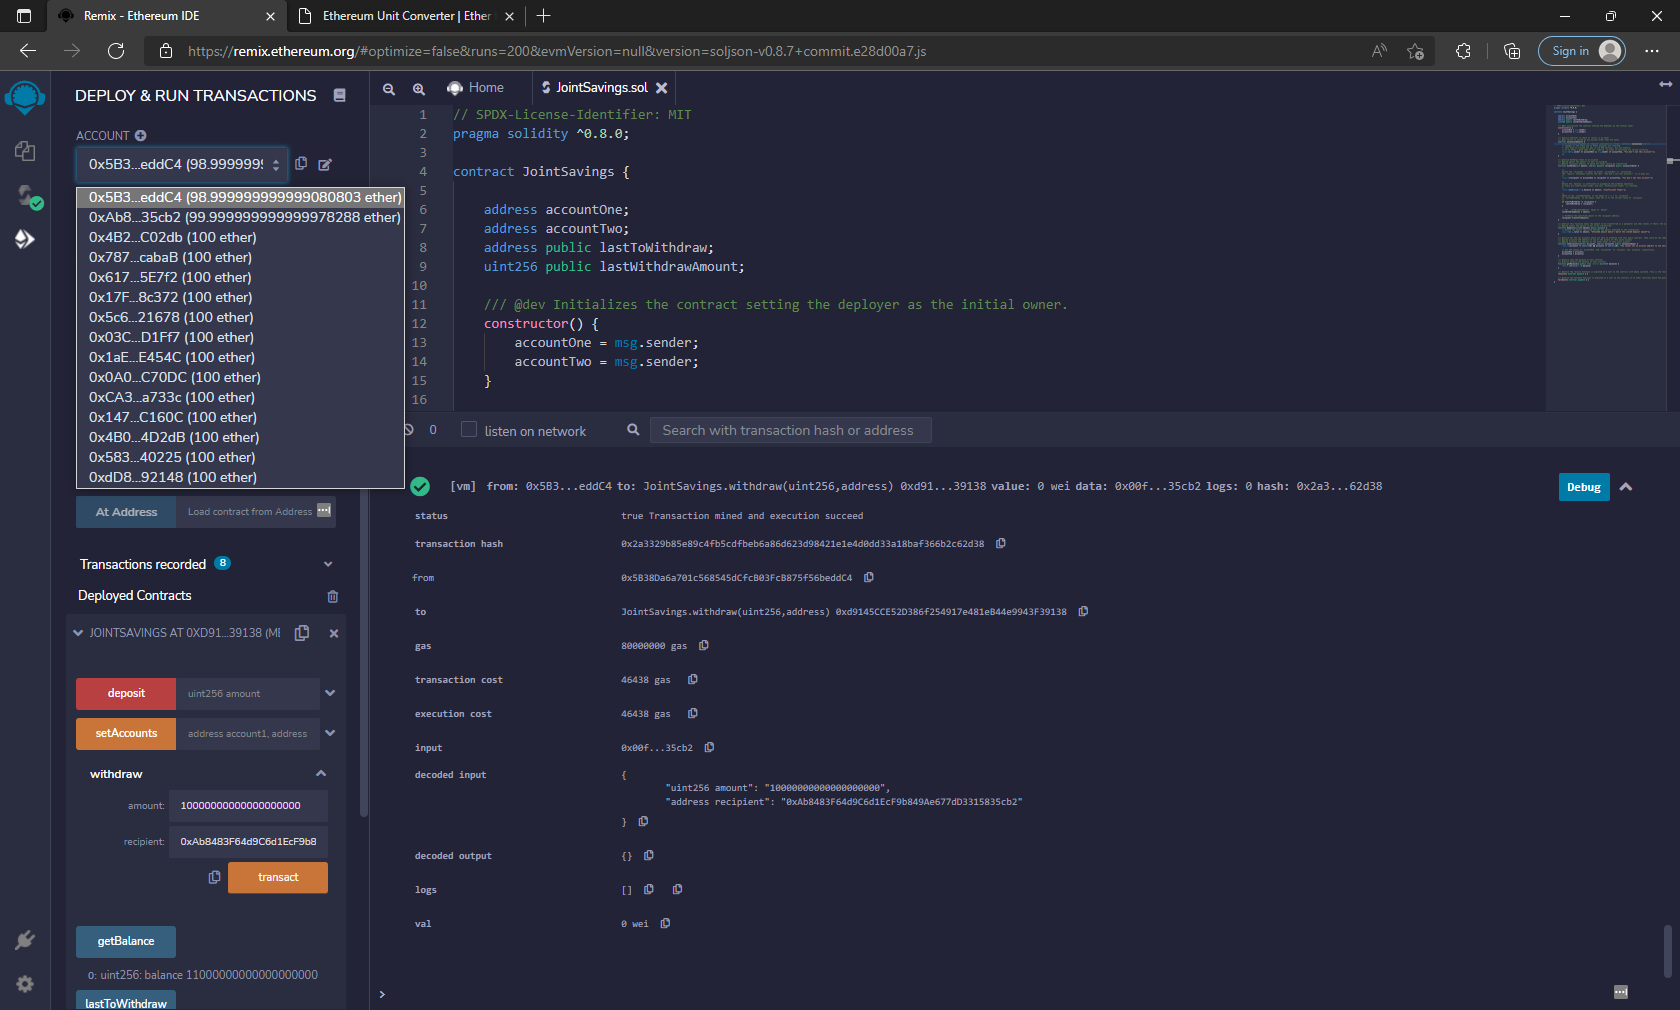 Remix - Ethereum IDE
Ethereum Unit Converter | Ether
https://remix.ethereum.org/#optimize=false&runs=200&evmVersion=null&version=soljson-v0.8.7+commit.e28d00a7.js
Sign in
DEPLOY & RUN TRANSACTIONS
ACCOUNT
0x5B3...eddC4 (98.9999999
0x5B3...eddC4 (98.999999999999080803 ether)
0xAb8...35cb2 (99.999999999999978288 ether)
0x4B2...C02db (100 ether)
0x787...cabaB (100 ether)
0x617...5E7f2 (100 ether)
0x17F...8c372 (100 ether)
0x5c6...21678 (100 ether)
0x03C...D1Ff7 (100 ether)
0x1aE...E454C (100 ether)
0x0A0...C70DC (100 ether)
0xCA3...a733c (100 ether)
0x147...C160C (100 ether)
0x4B0...4D2dB (100 ether)
0x583...40225 (100 ether)
0xdD8...92148 (100 ether)
At Address
Load contract from Address
Transactions recorded 8
Deployed Contracts
JOINTSAVINGS AT 0XD91...39138 (ME
deposit
uint256 amount
setAccounts
address account1, address
withdraw
amount:
10000000000000000000
recipient:
0xAb8483F64d9C6d1EcF9b8
transact
getBalance
0: uint256: balance 11000000000000000000
lastToWithdraw
Home
JointSavings.sol
1 // SPDX-License-Identifier: MIT
2 pragma solidity ^0.8.0;
3
4 contract JointSavings {
5
6 address accountOne;
7 address accountTwo;
8 address public lastToWithdraw;
9 uint256 public lastWithdrawAmount;
10
11 /// @dev Initializes the contract setting the deployer as the initial owner.
12 constructor() {
13 accountOne = msg.sender;
14 accountTwo = msg.sender;
15 }
16
0
listen on network
Search with transaction hash or address
[vm] from: 0x5B3...eddC4 to: JointSavings.withdraw(uint256,address) 0xd91...39138 value: 0 wei data: 0x00f...35cb2 logs: 0 hash: 0x2a3...62d38
Debug
status true Transaction mined and execution succeed
transaction hash 0x2a3329b85e89c4fb5cdfbeb6a86d623d98421e1e4d0dd33a18baf366b2c62d38
from 0x5B38Da6a701c568545dCfcB03FcB875f56beddC4
to JointSavings.withdraw(uint256,address) 0xd9145CCE52D386f254917e481eB44e9943F39138
gas 80000000 gas
transaction cost 46438 gas
execution cost 46438 gas
input 0x00f...35cb2
decoded input {
"uint256 amount": "10000000000000000000",
"address recipient": "0xAb8483F64d9C6d1EcF9b849Ae677dD3315835cb2"
}
decoded output {}
logs []
val 0 wei
>